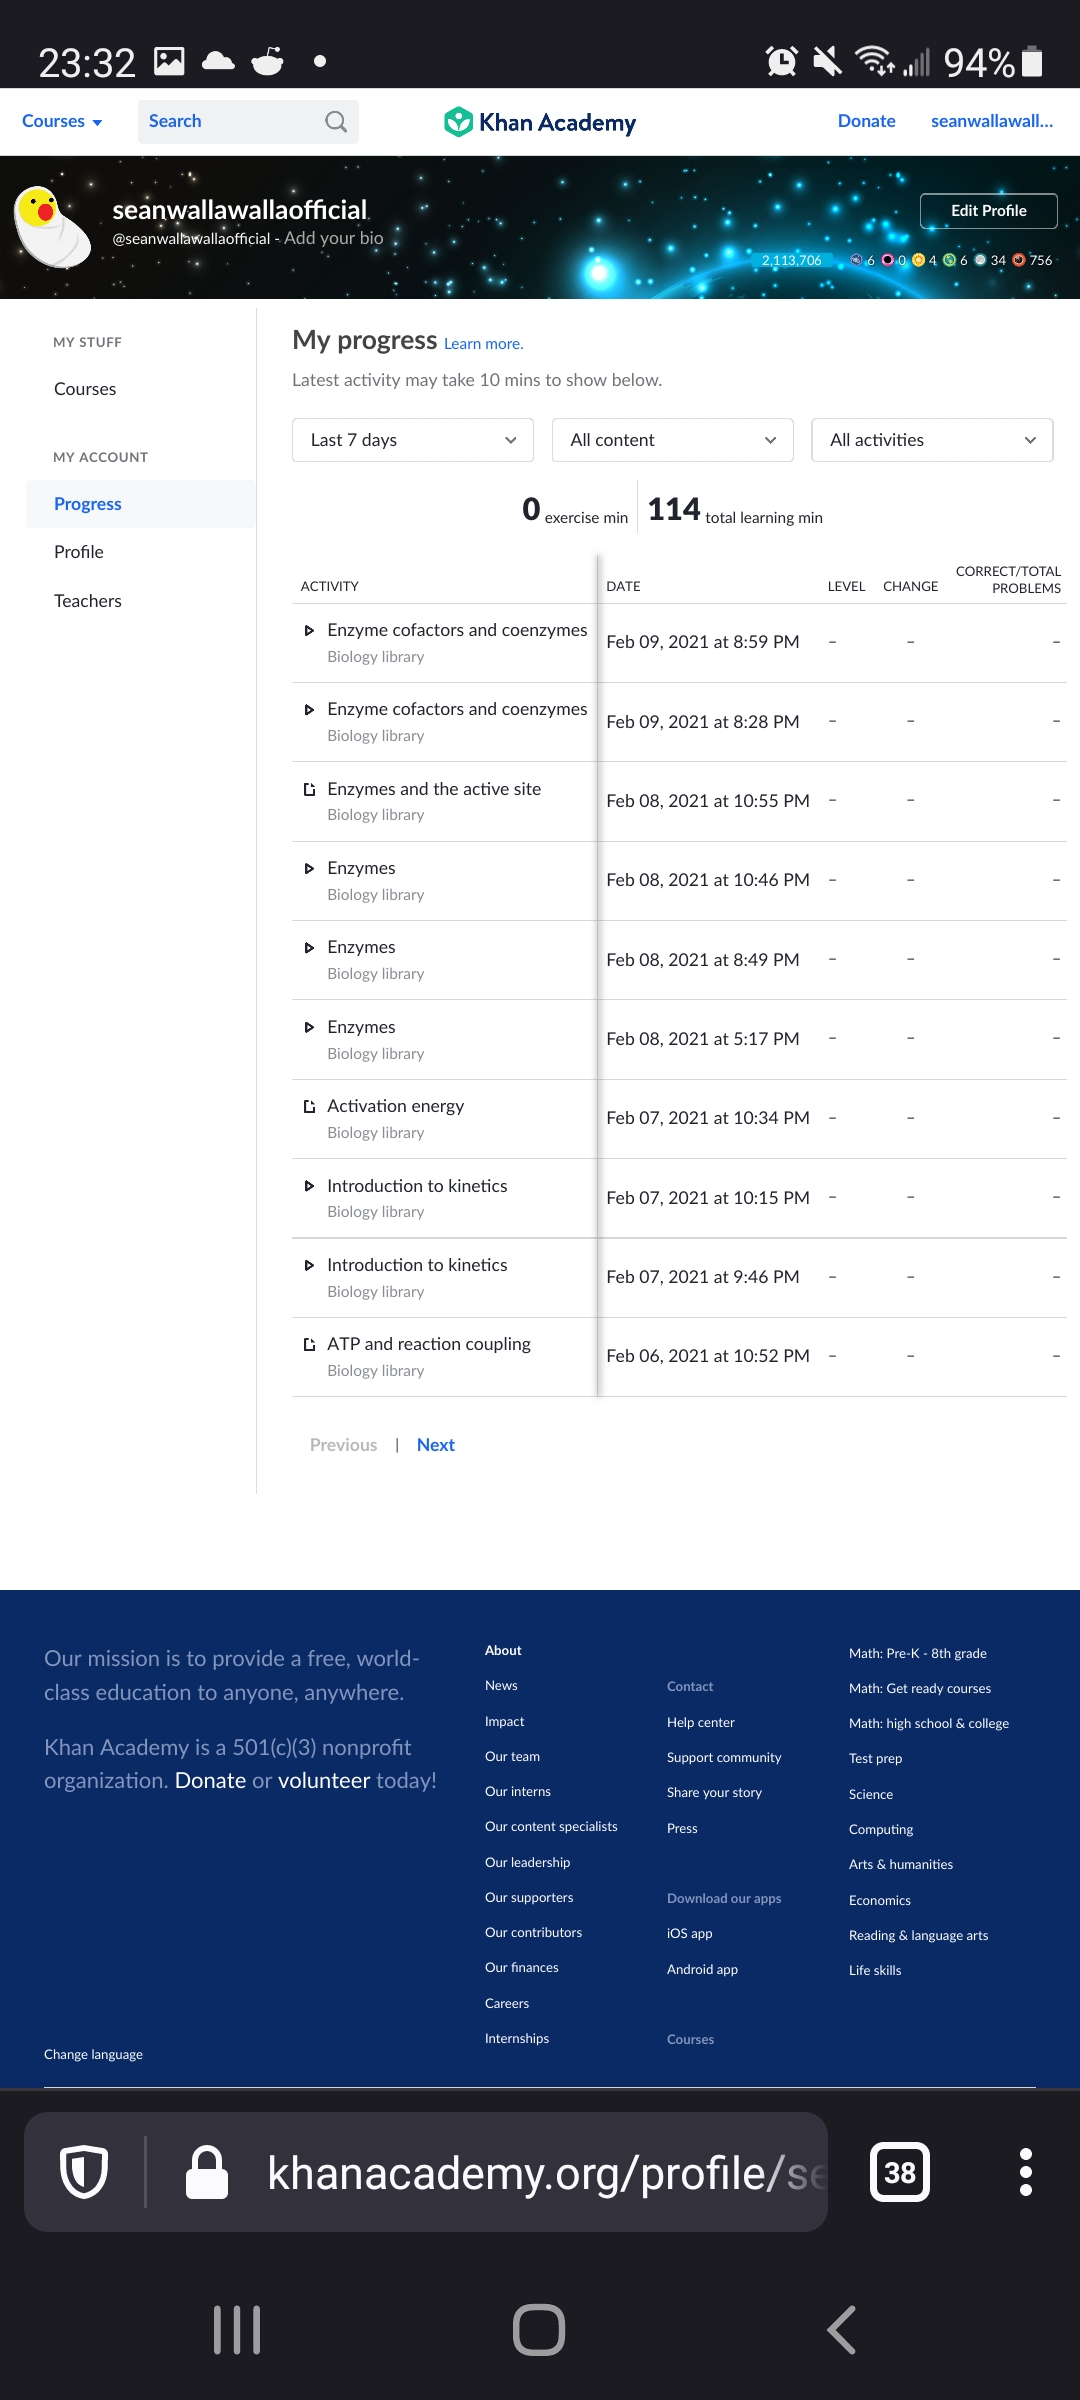 23:32 94%
Courses Search Khan Academy Donate seanwallawall...
seanwallawallaofficial
Edit Profile
@seanwallawallaofficial - Add your bio
2,113,706 6 0 4 6 34 756
MY STUFF
Courses
MY ACCOUNT
Progress
Profile
Teachers
My progress Learn more.
Latest activity may take 10 mins to show below.
Last 7 days All content All activities
0 exercise min 114 total learning min
ACTIVITY DATE LEVEL CHANGE CORRECT/TOTAL PROBLEMS
Enzyme cofactors and coenzymes Feb 09, 2021 at 8:59 PM – – –
Biology library
Enzyme cofactors and coenzymes Feb 09, 2021 at 8:28 PM – – –
Biology library
Enzymes and the active site Feb 08, 2021 at 10:55 PM – – –
Biology library
Enzymes Feb 08, 2021 at 10:46 PM – – –
Biology library
Enzymes Feb 08, 2021 at 8:49 PM – – –
Biology library
Enzymes Feb 08, 2021 at 5:17 PM – – –
Biology library
Activation energy Feb 07, 2021 at 10:34 PM – – –
Biology library
Introduction to kinetics Feb 07, 2021 at 10:15 PM – – –
Biology library
Introduction to kinetics Feb 07, 2021 at 9:46 PM – – –
Biology library
ATP and reaction coupling Feb 06, 2021 at 10:52 PM – – –
Biology library
Previous | Next
Our mission is to provide a free, world-
class education to anyone, anywhere.
Khan Academy is a 501(c)(3) nonprofit
organization. Donate or volunteer today!
Change language
About
News
Impact
Our team
Our interns
Our content specialists
Our leadership
Our supporters
Our contributors
Our finances
Careers
Internships
Contact
Help center
Support community
Share your story
Press
Download our apps
iOS app
Android app
Courses
Math: Pre-K - 8th grade
Math: Get ready courses
Math: high school & college
Test prep
Science
Computing
Arts & humanities
Economics
Reading & language arts
Life skills
khanacademy.org/profile/se
38